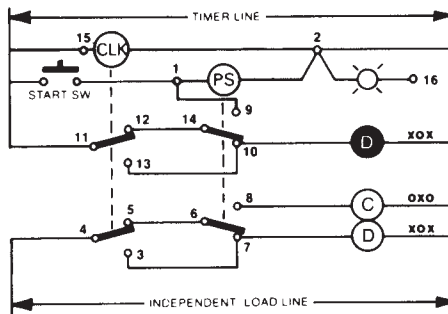 TIMER LINE
15 CLK 2
1 PS 16
START SW
9
12 14
11 10 D XOX
13
8 C OXO
5 6
4 7 D XOX
3
INDEPENDENT LOAD LINE